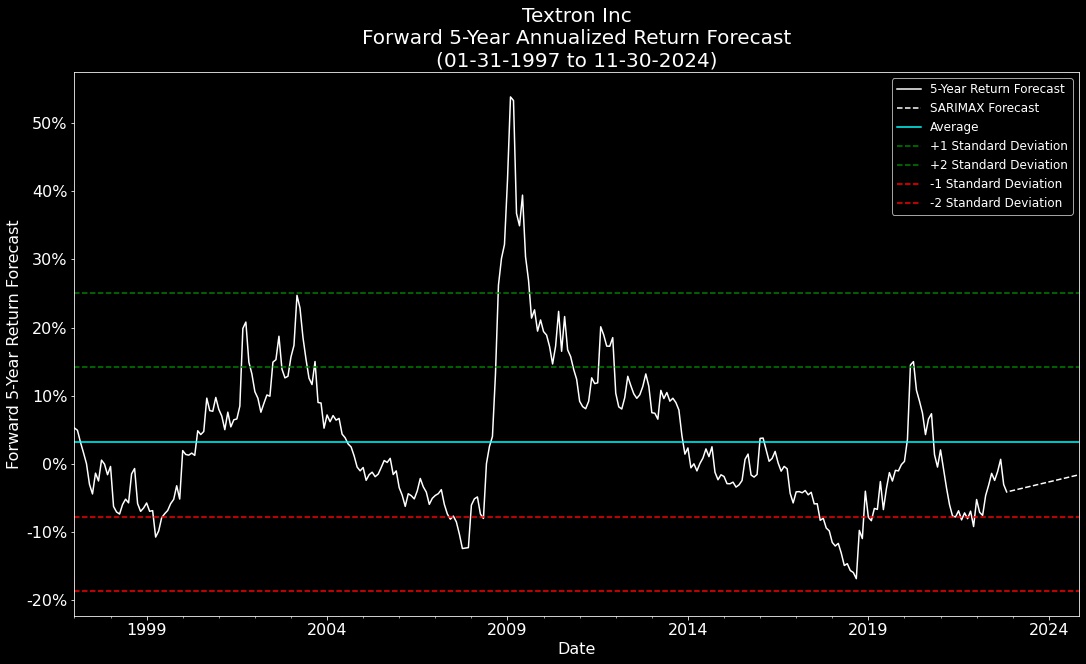 Textron Inc
Forward 5-Year Annualized Return Forecast
(01-31-1997 to 11-30-2024)
5-Year Return Forecast
SARIMAX Forecast
Average
+1 Standard Deviation
+2 Standard Deviation
-1 Standard Deviation
-2 Standard Deviation
Forward 5-Year Return Forecast
50%
40%
30%
20%
10%
0%
-10%
-20%
1999
2004
2009
2014
2019
2024
Date